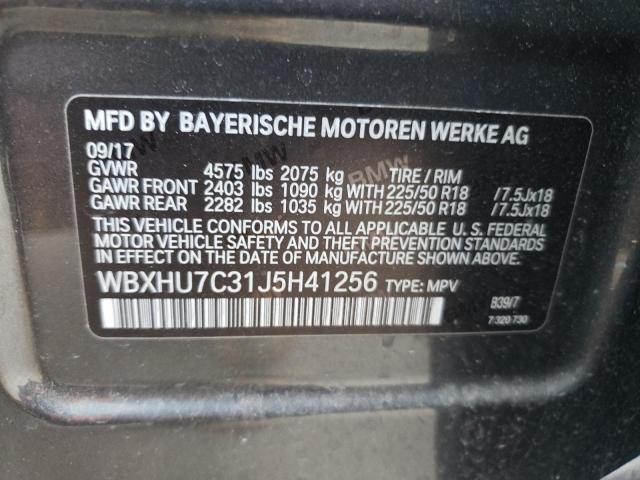 MFD BY BAYERISCHE MOTOREN WERKE AG
09/17
GVWR 4575 lbs 2075 kg TIRE / RIM
GAWR FRONT 2403 lbs 1090 kg WITH 225/50 R18 /7.5Jx18
GAWR REAR 2282 lbs 1035 kg WITH 225/50 R18 /7.5Jx18
THIS VEHICLE CONFORMS TO ALL APPLICABLE U.S. FEDERAL
MOTOR VEHICLE SAFETY AND THEFT PREVENTION STANDARDS
IN EFFECT ON THE DATE OF MANUFACTURE SHOWN ABOVE.
WBXHU7C31J5H41256 TYPE: MPV
B39/7
7 320 730